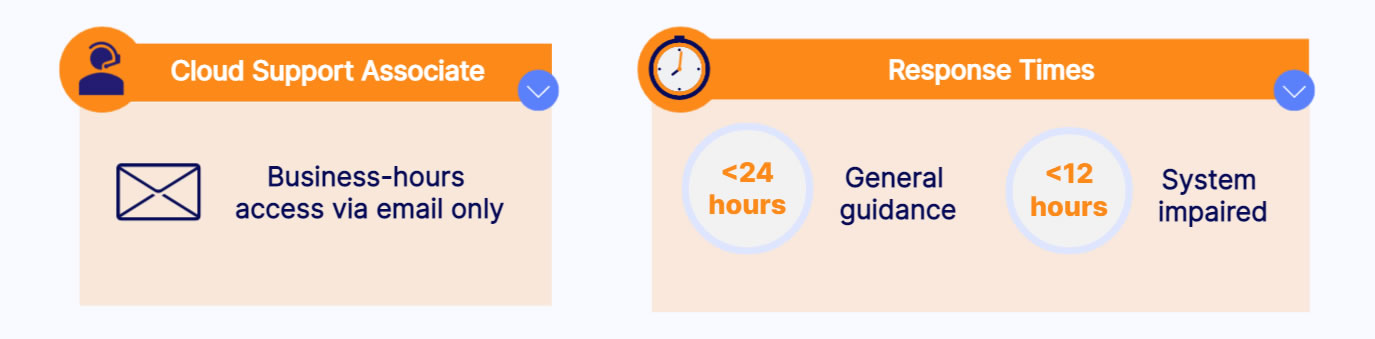 Cloud Support Associate
Business-hours
access via email only
Response Times
<24
hours
General
guidance
<12
hours
System
impaired